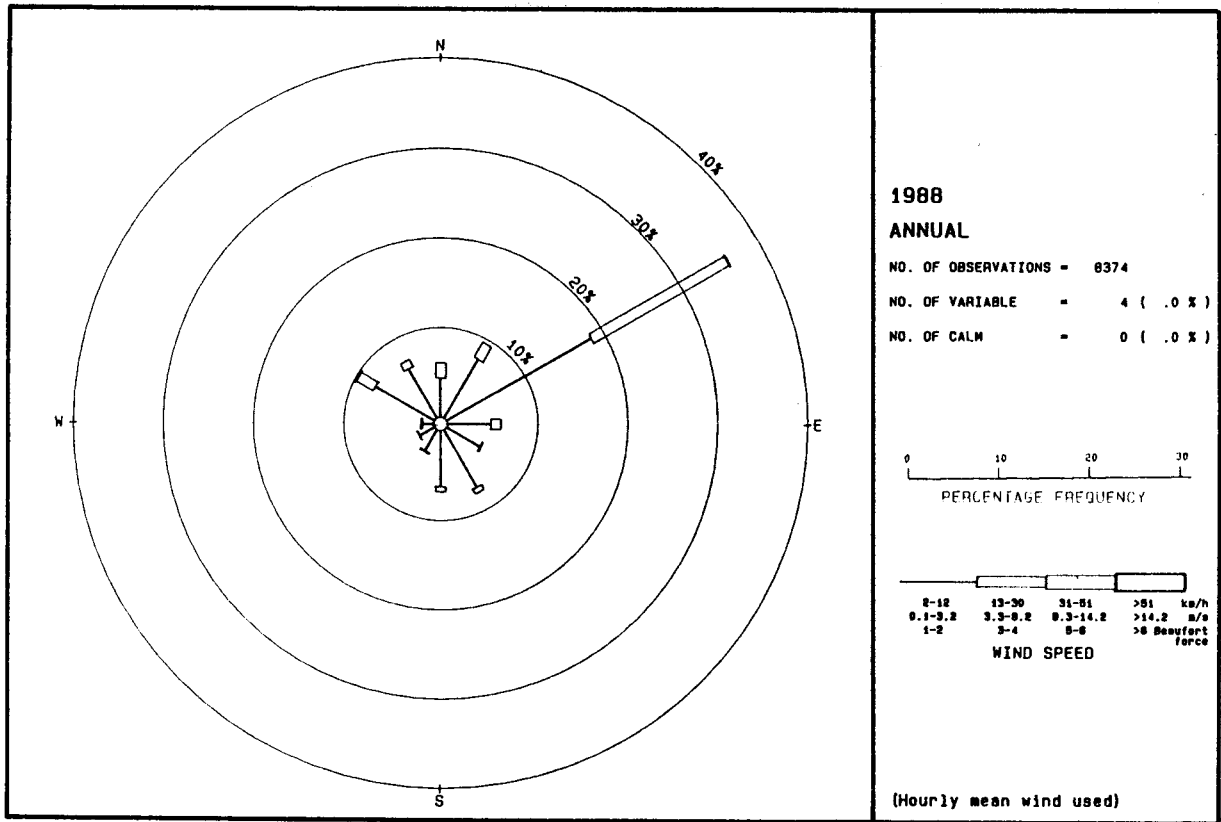 N
40%
30%
20%
10%
W
E
S
1988
ANNUAL
NO. OF OBSERVATIONS = 8374
NO. OF VARIABLE = 4 ( .0 % )
NO. OF CALM = 0 ( .0 % )
0 10 20 30
PERCENTAGE FREQUENCY
2-12 13-30 31-51 >51 km/h
0.1-3.2 3.3-8.2 8.3-14.2 >14.2 m/s
1-2 3-4 5-6 >6 Beaufort
force
WIND SPEED
(Hourly mean wind used)